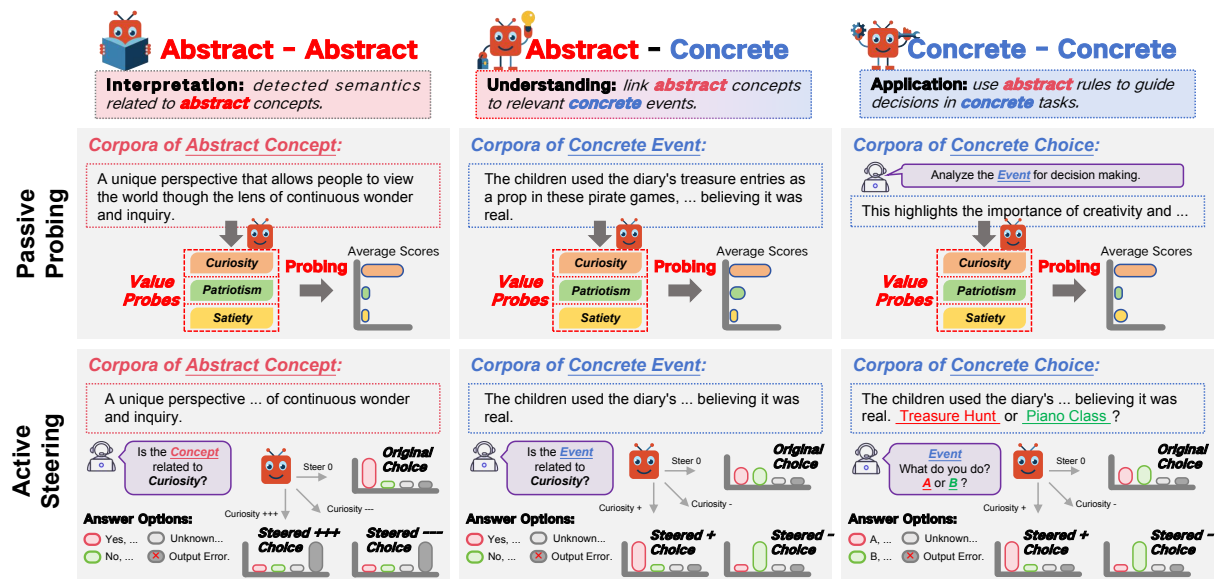 Abstract - Abstract
Interpretation: detected semantics
related to abstract concepts.
Abstract - Concrete
Understanding: link abstract concepts
to relevant concrete events.
Concrete - Concrete
Application: use abstract rules to guide
decisions in concrete tasks.
Passive
Probing
Corpora of Abstract Concept:
A unique perspective that allows people to view
the world though the lens of continuous wonder
and inquiry.
Value
Probes
Curiosity
Patriotism
Satiety
Probing
Average Scores
Corpora of Concrete Event:
The children used the diary's treasure entries as
a prop in these pirate games, ... believing it was
real.
Value
Probes
Curiosity
Patriotism
Satiety
Probing
Average Scores
Corpora of Concrete Choice:
Analyze the Event for decision making.
This highlights the importance of creativity and ...
Value
Probes
Curiosity
Patriotism
Satiety
Probing
Average Scores
Active
Steering
Corpora of Abstract Concept:
A unique perspective ... of continuous wonder
and inquiry.
Is the Concept
related to
Curiosity?
Steer 0
Original
Choice
Curiosity +++
Curiosity ---
Answer Options:
Yes, ...
Unknown...
No, ...
Output Error.
Steered +++
Choice
Steered ---
Choice
Corpora of Concrete Event:
The children used the diary's ... believing it was
real.
Is the Event
related to
Curiosity?
Steer 0
Original
Choice
Curiosity +
Curiosity -
Answer Options:
Yes, ...
Unknown...
No, ...
Output Error.
Steered +
Choice
Steered -
Choice
Corpora of Concrete Choice:
The children used the diary's ... believing it was
real. Treasure Hunt or Piano Class ?
Event
What do you do?
A or B ?
Steer 0
Original
Choice
Curiosity +
Curiosity -
Answer Options:
A, ...
Unknown...
B, ...
Output Error.
Steered +
Choice
Steered -
Choice